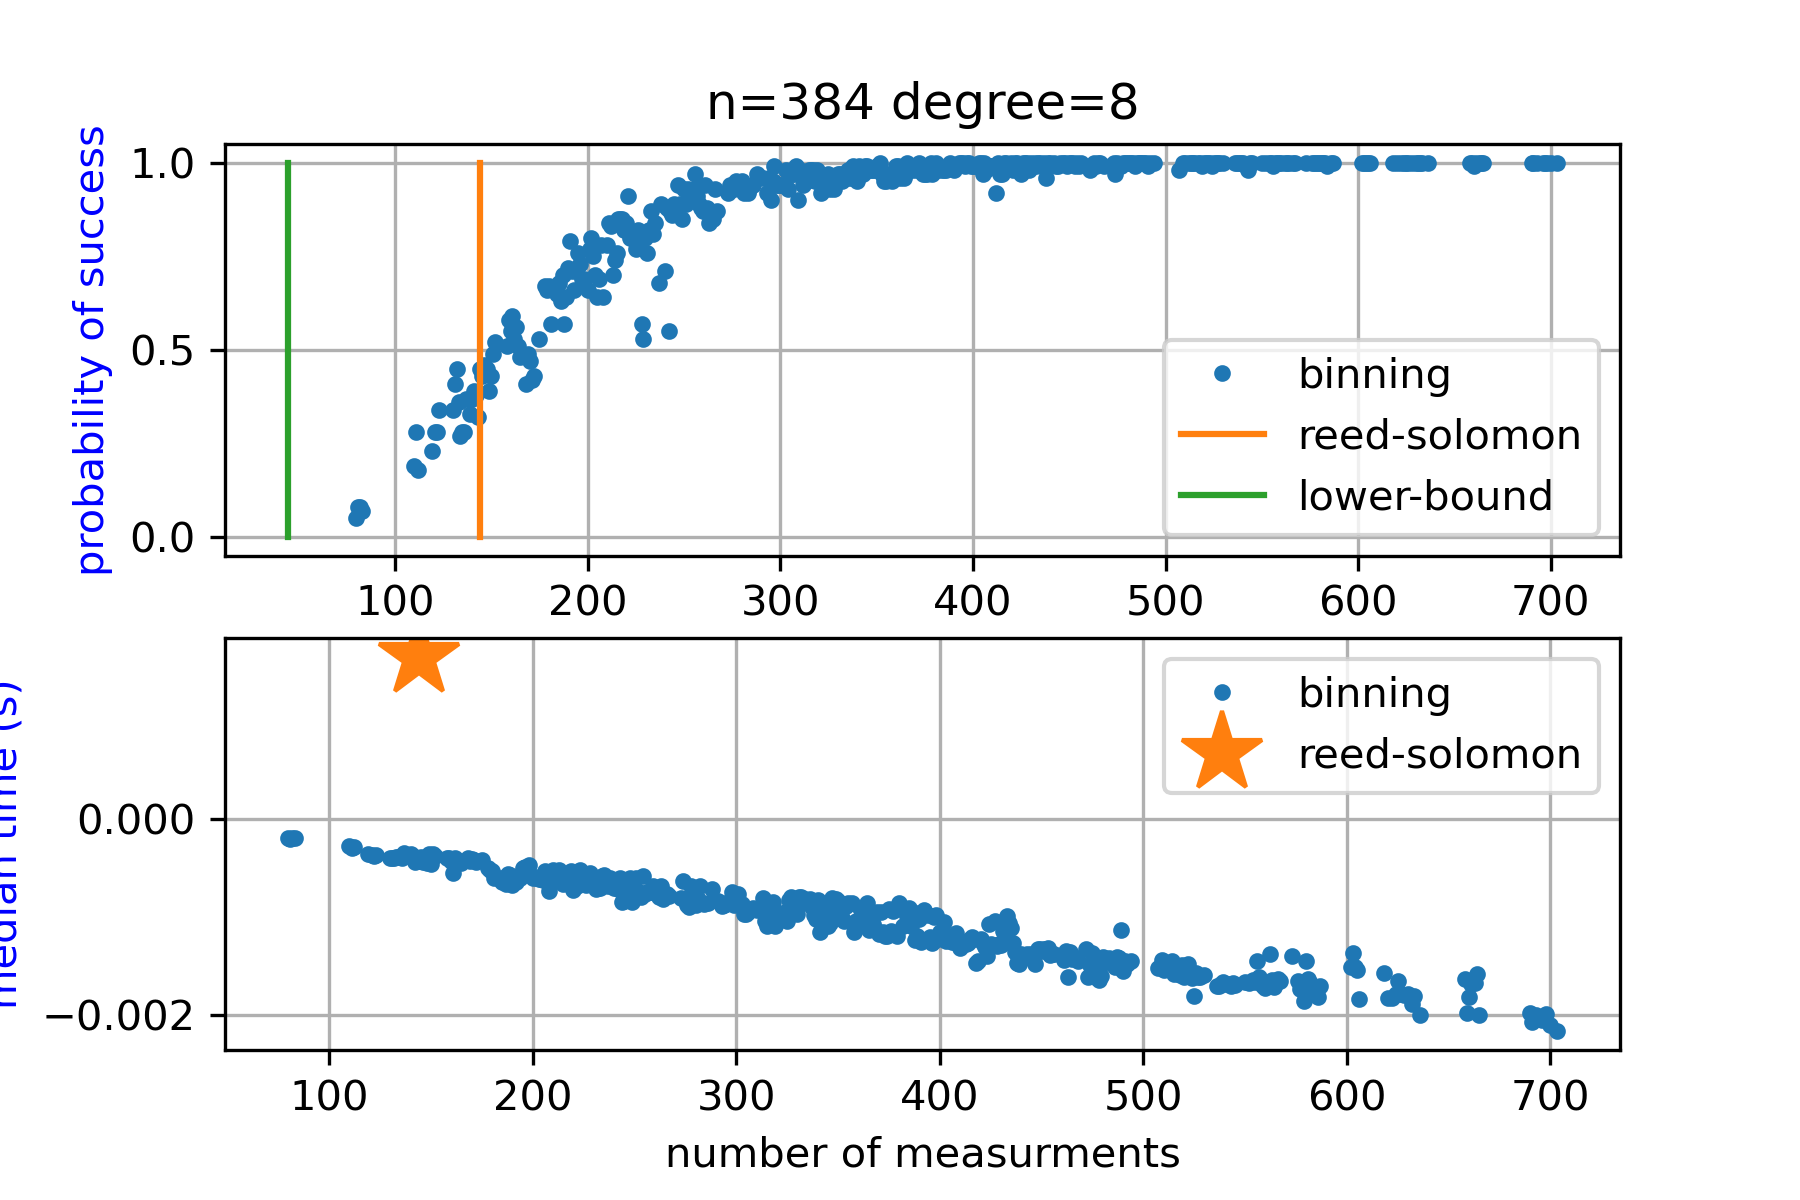 n=384 degree=8
probability of success
1.0
0.5
0.0
binning
reed-solomon
lower-bound
100 200 300 400 500 600 700
median time (s)
0.000
−0.002
binning
reed-solomon
100 200 300 400 500 600 700
number of measurments